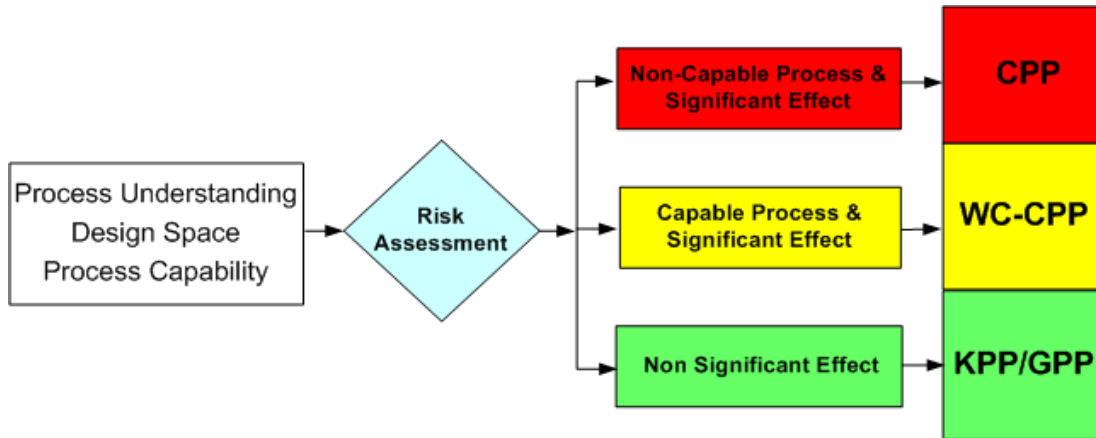 Process Understanding
Design Space
Process Capability
Risk
Assessment
Non-Capable Process &
Significant Effect
CPP
Capable Process &
Significant Effect
WC-CPP
Non Significant Effect
KPP/GPP